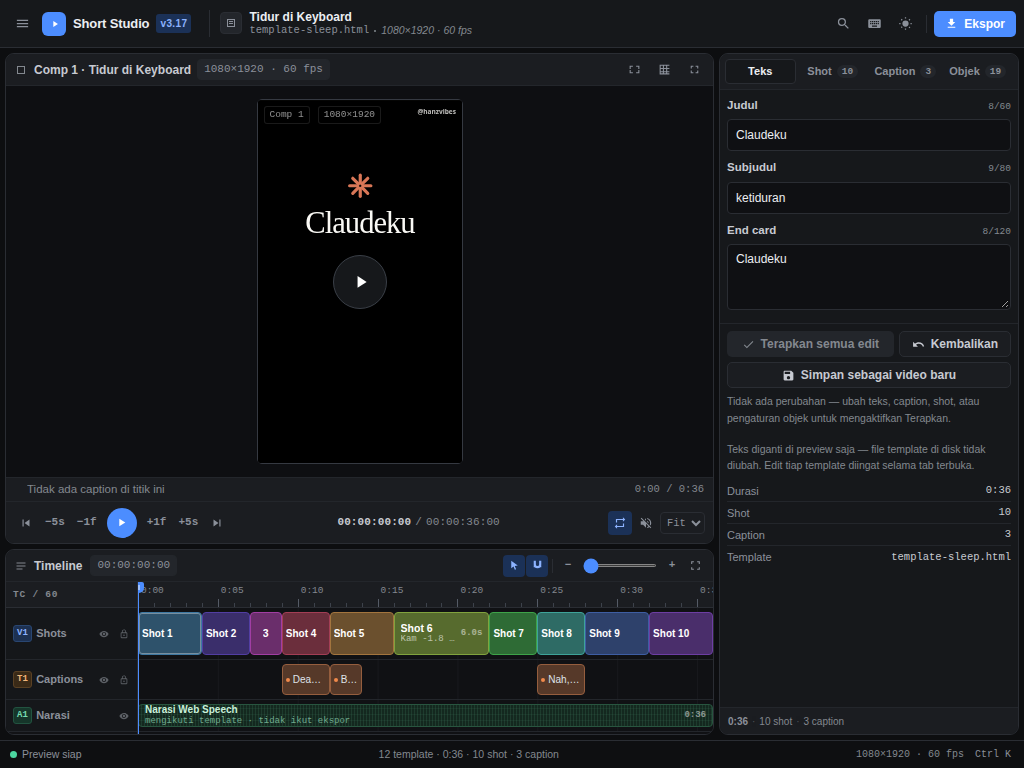 Short Studio v3.17
Tidur di Keyboard
template-sleep.html · 1080×1920 · 60 fps
Ekspor
Comp 1 · Tidur di Keyboard 1080×1920 · 60 fps
Comp 1 1080×1920 @hanzvibes
Claudeku
Tidak ada caption di titik ini 0:00 / 0:36
−5s −1f +1f +5s 00:00:00:00 / 00:00:36:00 Fit
Teks Shot 10 Caption 3 Objek 19
Judul 8/60
Claudeku
Subjudul 9/80
ketiduran
End card 8/120
Claudeku
Terapkan semua edit Kembalikan
Simpan sebagai video baru
Tidak ada perubahan — ubah teks, caption, shot, atau
pengaturan objek untuk mengaktifkan Terapkan.
Teks diganti di preview saja — file template di disk tidak
diubah. Edit tiap template diingat selama tab terbuka.
Durasi 0:36
Shot 10
Caption 3
Template template-sleep.html
0:36 · 10 shot · 3 caption
Timeline 00:00:00:00 − +
TC / 60 0:00 0:05 0:10 0:15 0:20 0:25 0:30
V1 Shots Shot 1 Shot 2 3 Shot 4 Shot 5 Shot 6 Shot 7 Shot 8 Shot 9 Shot 10
Kam -1.8 … 6.0s
T1 Captions Dea… B… Nah,…
A1 Narasi Narasi Web Speech
mengikuti template · tidak ikut ekspor 0:36
Preview siap 12 template · 0:36 · 10 shot · 3 caption 1080×1920 · 60 fps Ctrl K